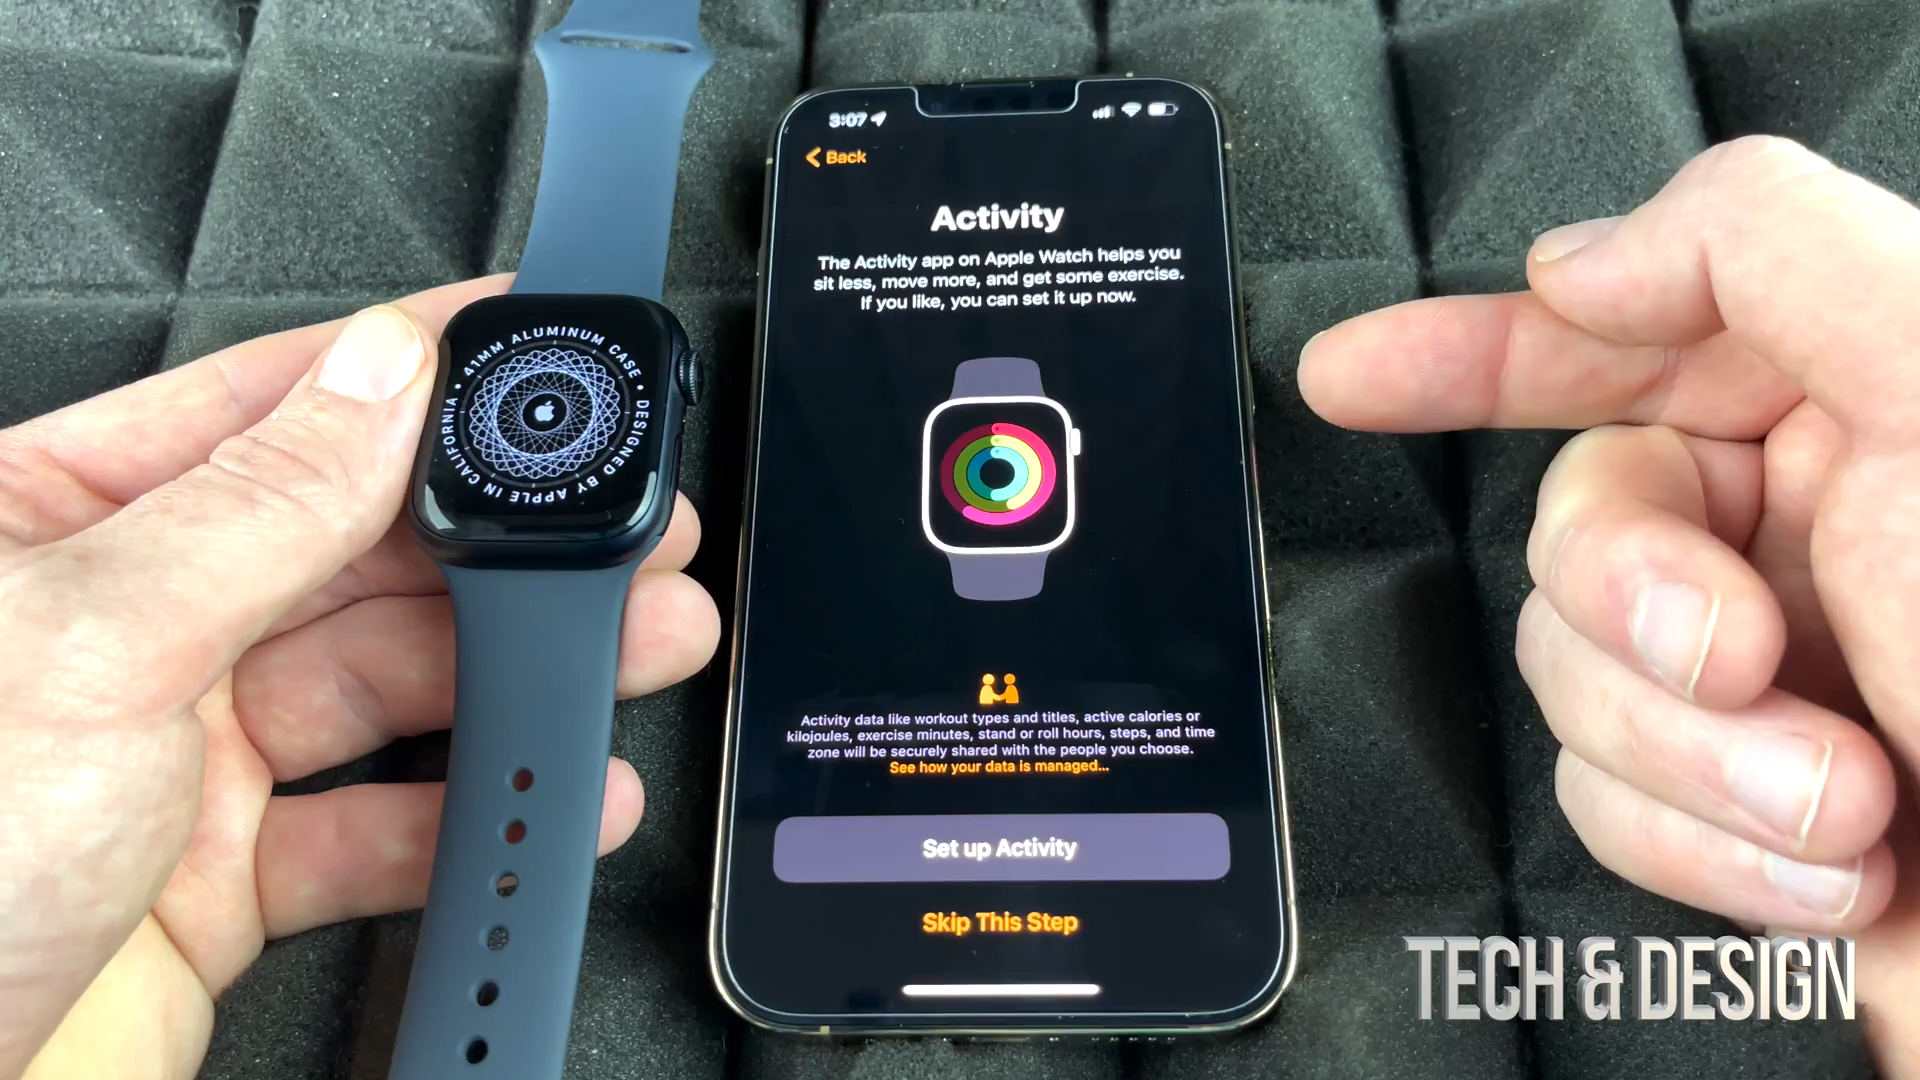 41MM ALUMINUM CASE • DESIGNED BY APPLE IN CALIFORNIA •
3:07
Back
Activity
The Activity app on Apple Watch helps you
sit less, move more, and get some exercise.
If you like, you can set it up now.
Activity data like workout types and titles, active calories or
kilojoules, exercise minutes, stand or roll hours, steps, and time
zone will be securely shared with the people you choose.
See how your data is managed...
Set up Activity
Skip This Step
TECH & DESIGN